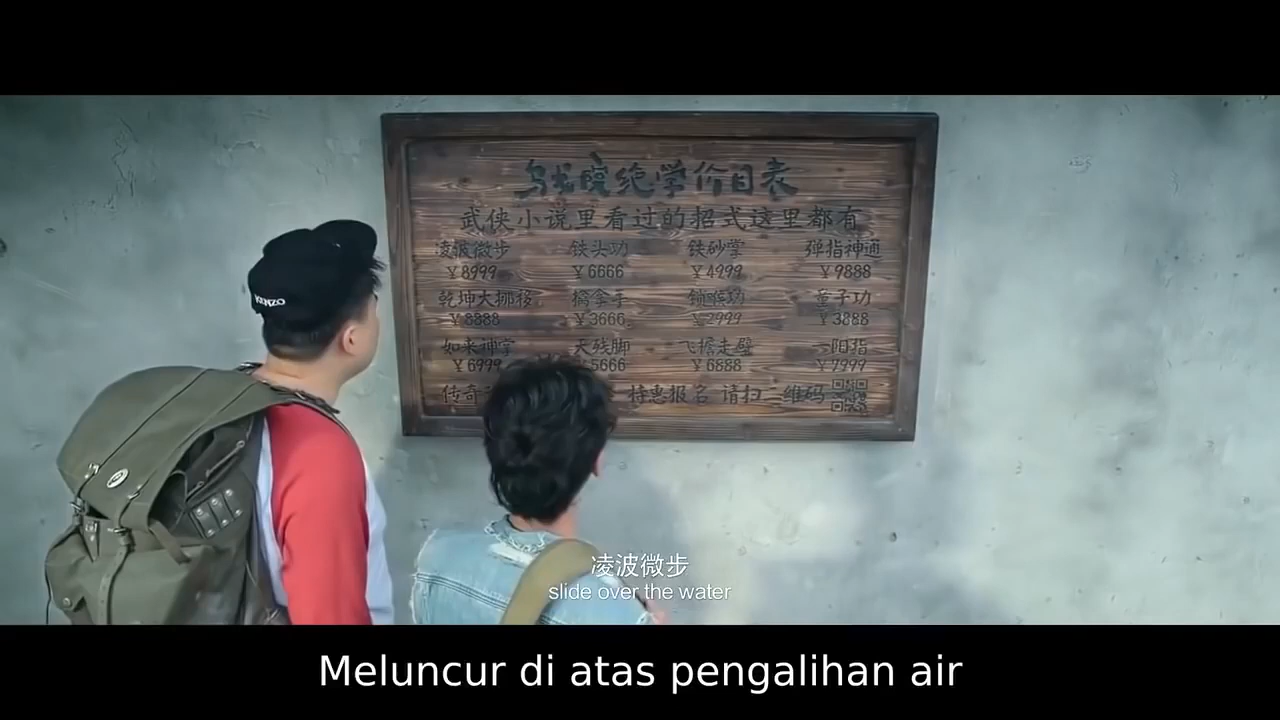 乌龙院绝学价目表
武侠小说里看过的招式这里都有
凌波微步 铁头功 铁砂掌 弹指神通
￥8999 ￥6666 ￥4999 ￥9888
乾坤大挪移 擒拿手 锁喉功 童子功
￥8888 ￥3666 ￥2999 ￥3888
如来神掌 天残脚 飞檐走壁 一阳指
￥6999 5666 ￥6888 ￥7999
传奇 特惠报名 请扫二维码
KENZO
凌波微步
slide over the water
Meluncur di atas pengalihan air